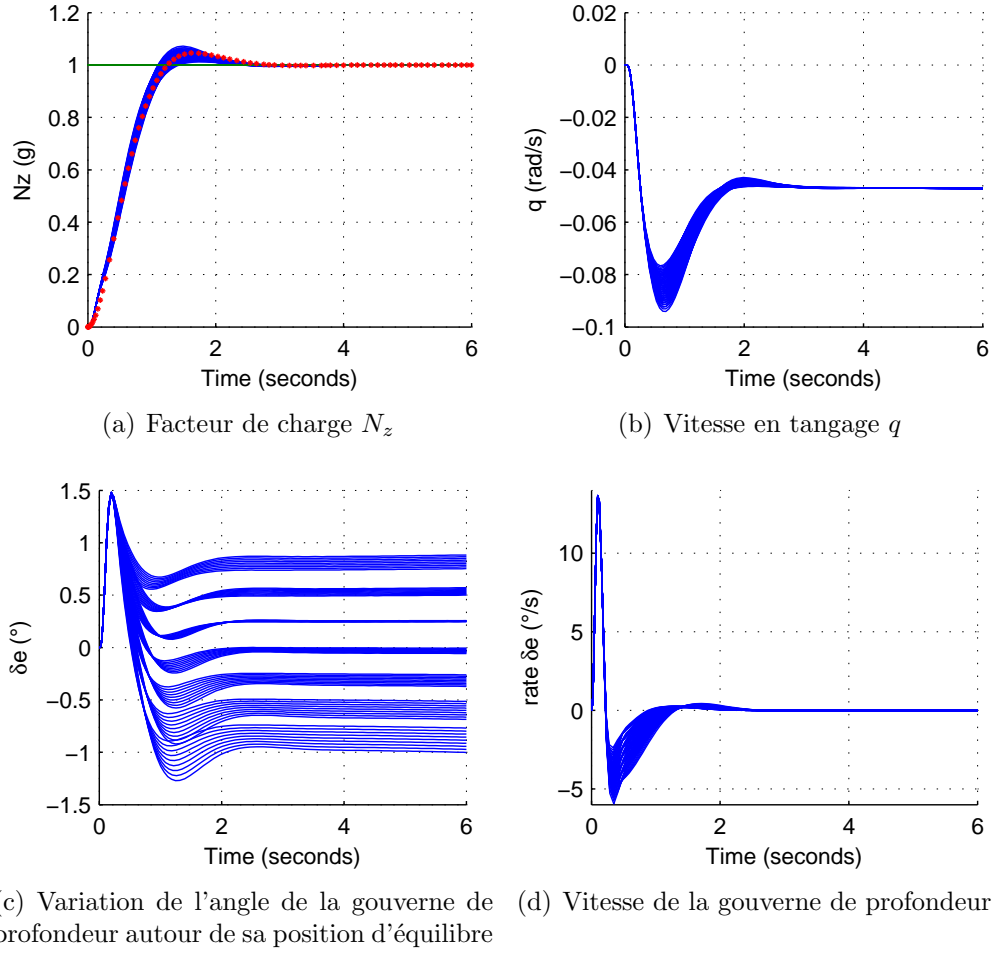 1.2
1
0.8
0.6
0.4
0.2
0
Nz (g)
0 2 4 6
Time (seconds)
(a) Facteur de charge Nz
0.02
0
−0.02
−0.04
−0.06
−0.08
−0.1
q (rad/s)
0 2 4 6
Time (seconds)
(b) Vitesse en tangage q
1.5
1
0.5
0
−0.5
−1
−1.5
δe (°)
0 2 4 6
Time (seconds)
(c) Variation de l'angle de la gouverne de
profondeur autour de sa position d'équilibre
10
5
0
−5
rate δe (°/s)
0 2 4 6
Time (seconds)
(d) Vitesse de la gouverne de profondeur